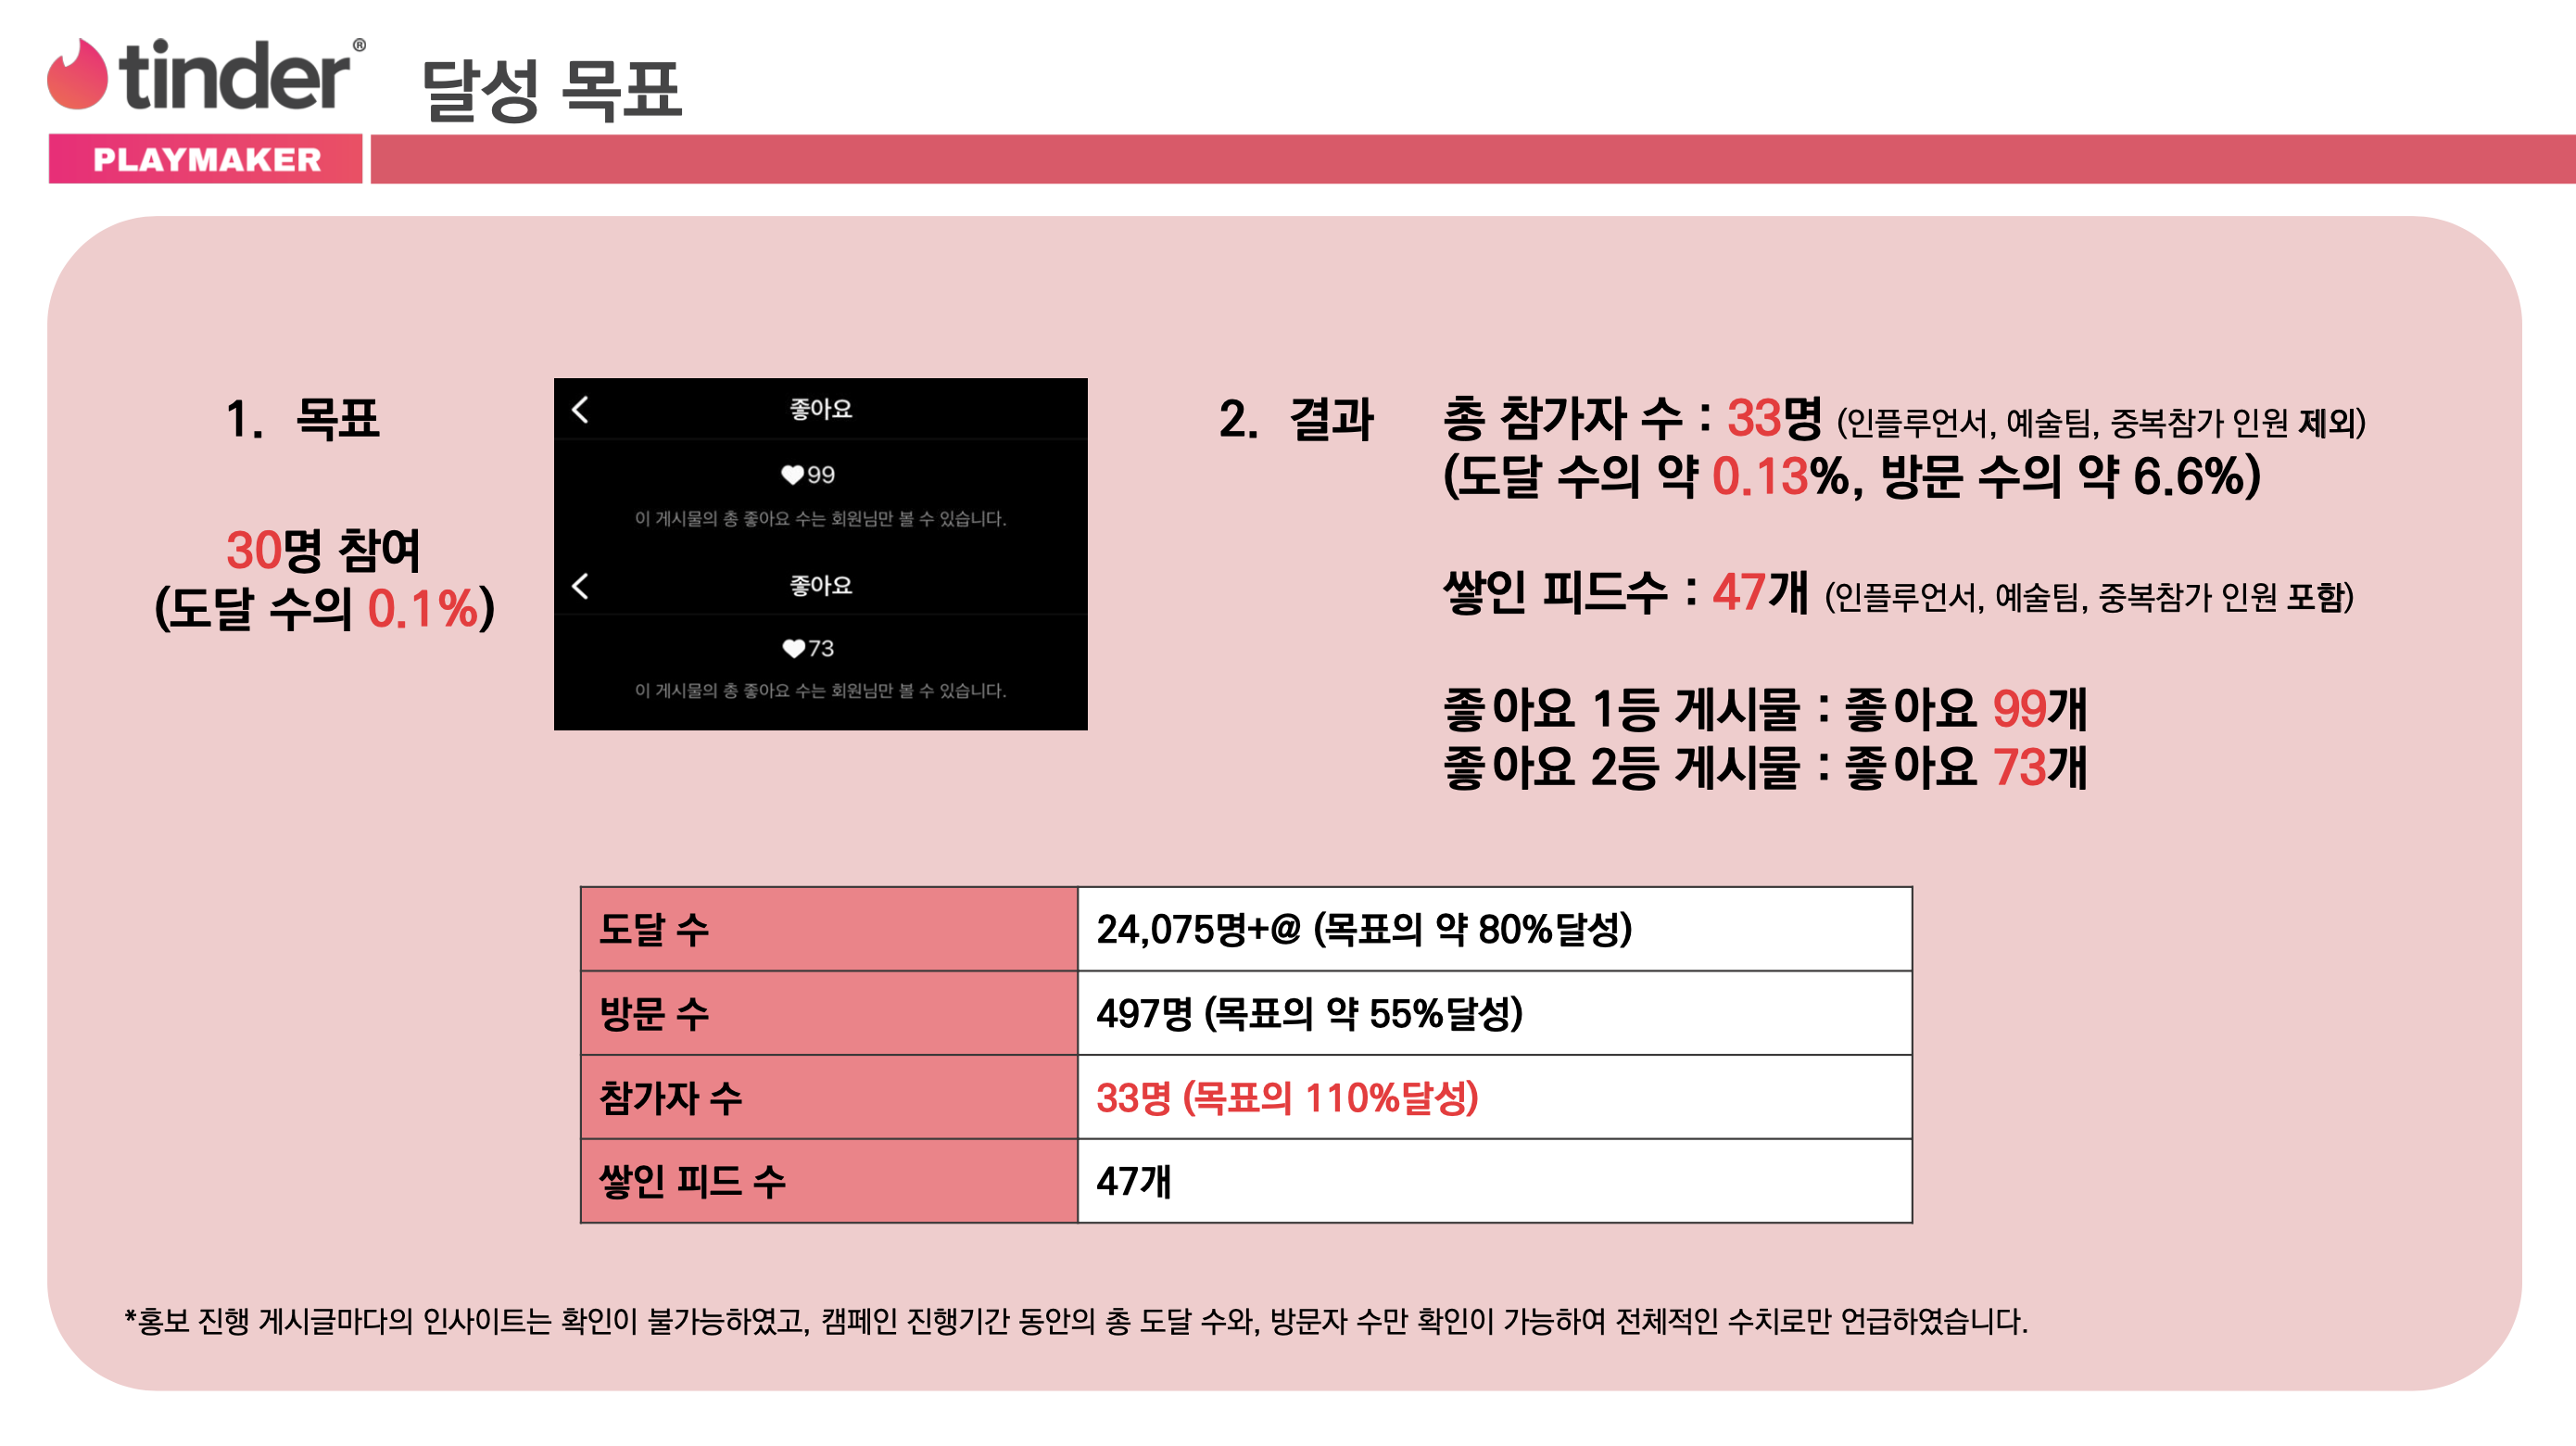 tinder®
달성 목표
PLAYMAKER
1. 목표
30명 참여
(도달 수의 0.1%)
좋아요
99
이 게시물의 총 좋아요 수는 회원님만 볼 수 있습니다.
좋아요
73
이 게시물의 총 좋아요 수는 회원님만 볼 수 있습니다.
2. 결과
총 참가자 수 : 33명 (인플루언서, 예술팀, 중복참가 인원 제외)
(도달 수의 약 0.13%, 방문 수의 약 6.6%)
쌓인 피드수 : 47개 (인플루언서, 예술팀, 중복참가 인원 포함)
좋아요 1등 게시물 : 좋아요 99개
좋아요 2등 게시물 : 좋아요 73개
도달 수 24,075명+@ (목표의 약 80%달성)
방문 수 497명 (목표의 약 55%달성)
참가자 수 33명 (목표의 110%달성)
쌓인 피드 수 47개
*홍보 진행 게시글마다의 인사이트는 확인이 불가능하였고, 캠페인 진행기간 동안의 총 도달 수와, 방문자 수만 확인이 가능하여 전체적인 수치로만 언급하였습니다.